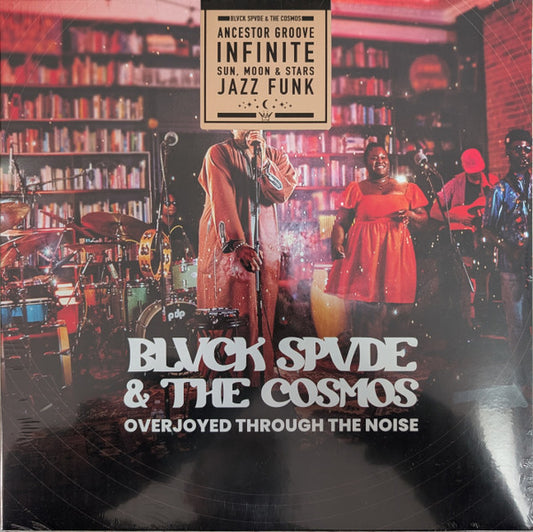 BLVCK SPVDE & THE COSMOS
ANCESTOR GROOVE
INFINITE
SUN, MOON & STARS
JAZZ FUNK
pdp
BLVCK SPVDE
& THE COSMOS
OVERJOYED THROUGH THE NOISE